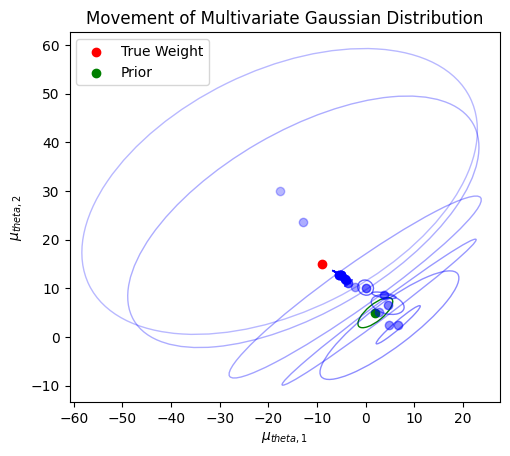 Movement of Multivariate Gaussian Distribution
True Weight
Prior
60
50
40
30
20
10
0
−10
μtheta, 2
−60 −50 −40 −30 −20 −10 0 10 20
μtheta, 1